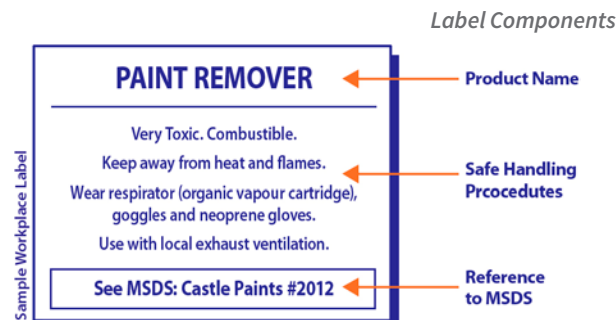 Label Components
PAINT REMOVER
Product Name
Very Toxic. Combustible.
Keep away from heat and flames.
Wear respirator (organic vapour cartridge),
goggles and neoprene gloves.
Use with local exhaust ventilation.
Safe Handling
Prcocedutes
See MSDS: Castle Paints #2012
Reference
to MSDS
Sample Workplace Label